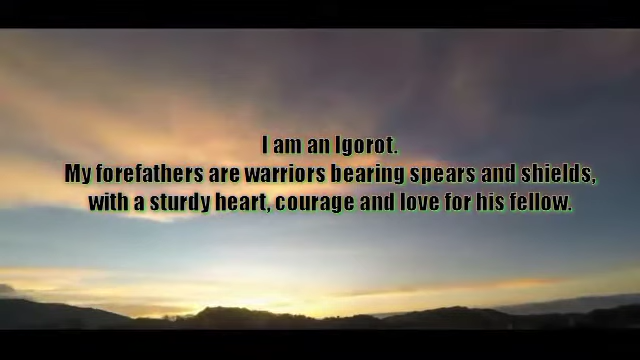 I am an Igorot.
My forefathers are warriors bearing spears and shields,
with a sturdy heart, courage and love for his fellow.